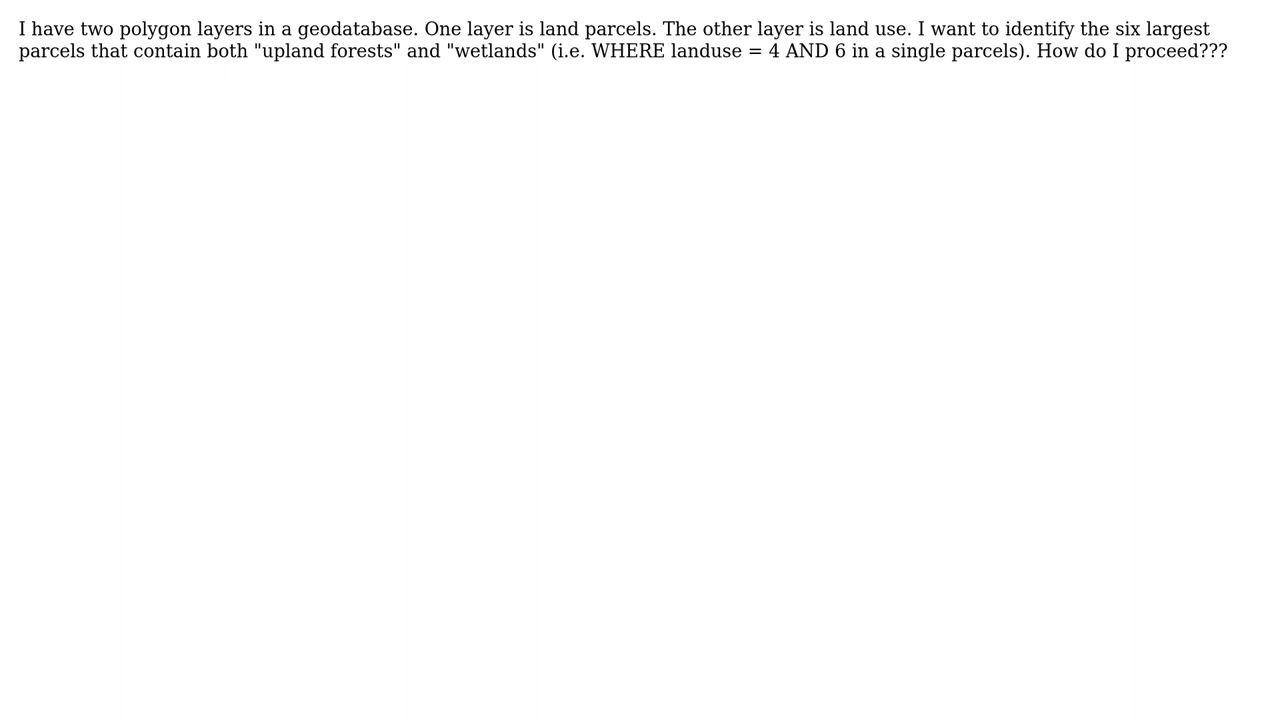 I have two polygon layers in a geodatabase. One layer is land parcels. The other layer is land use. I want to identify the six largest
parcels that contain both "upland forests" and "wetlands" (i.e. WHERE landuse = 4 AND 6 in a single parcels). How do I proceed???